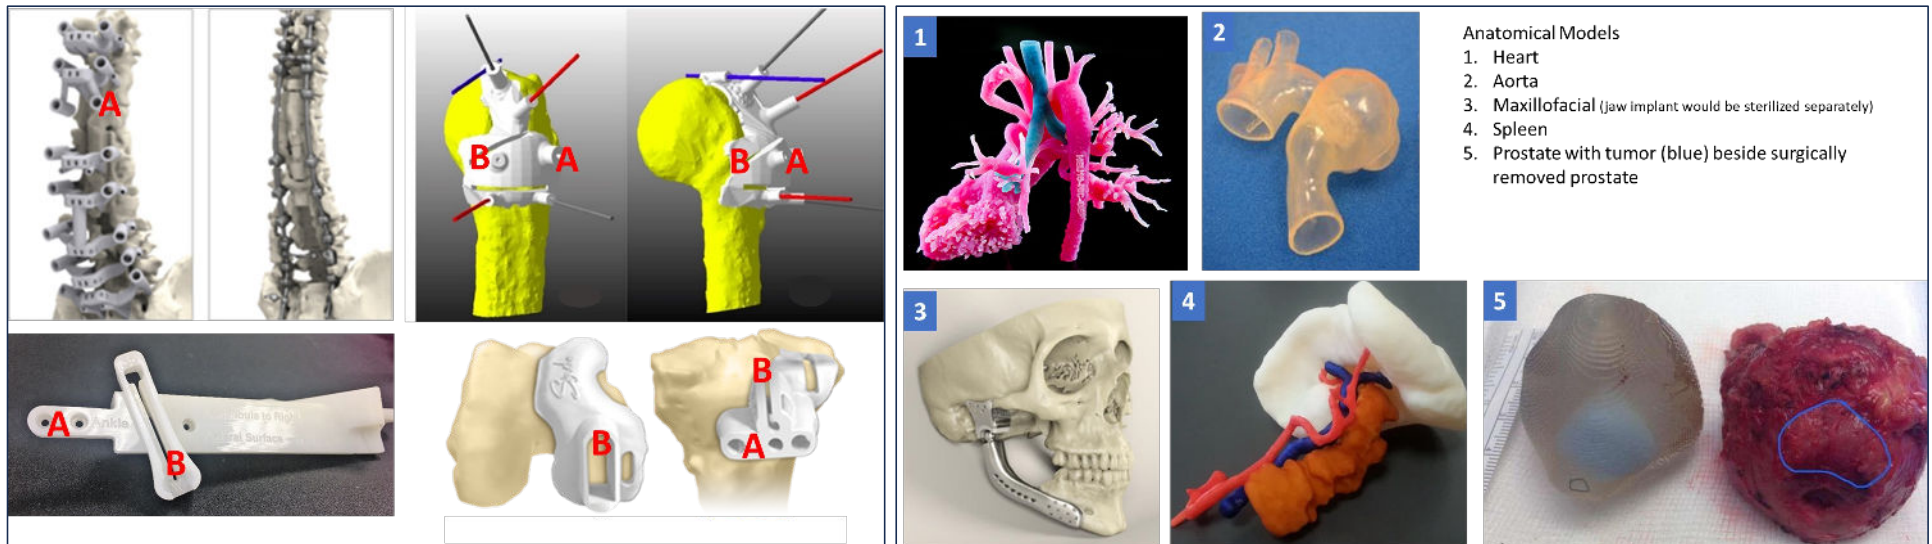 A
B
A
B
A
A
Ankle
B
B
B
A
1
2
Anatomical Models
1. Heart
2. Aorta
3. Maxillofacial (jaw implant would be sterilized separately)
4. Spleen
5. Prostate with tumor (blue) beside surgically
removed prostate
3
4
5